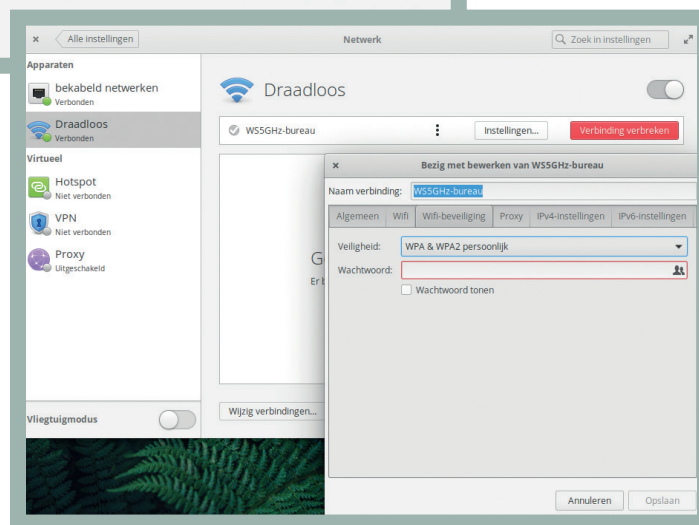 Alle instellingen
Netwerk
Zoek in instellingen
Apparaten
bekabeld netwerken
Verbonden
Draadloos
Verbonden
Virtueel
Hotspot
Niet verbonden
VPN
Niet verbonden
Proxy
Uitgeschakeld
Vliegtuigmodus
Draadloos
WS5GHz-bureau
Instellingen...
Verbinding verbreken
Er
Wijzig verbindingen...
Bezig met bewerken van WS5GHz-bureau
Naam verbinding: WS5GHz-bureau
Algemeen Wifi Wifi-beveiliging Proxy IPv4-instellingen IPv6-instellingen
Veiligheid: WPA & WPA2 persoonlijk
Wachtwoord:
Wachtwoord tonen
Annuleren Opslaan